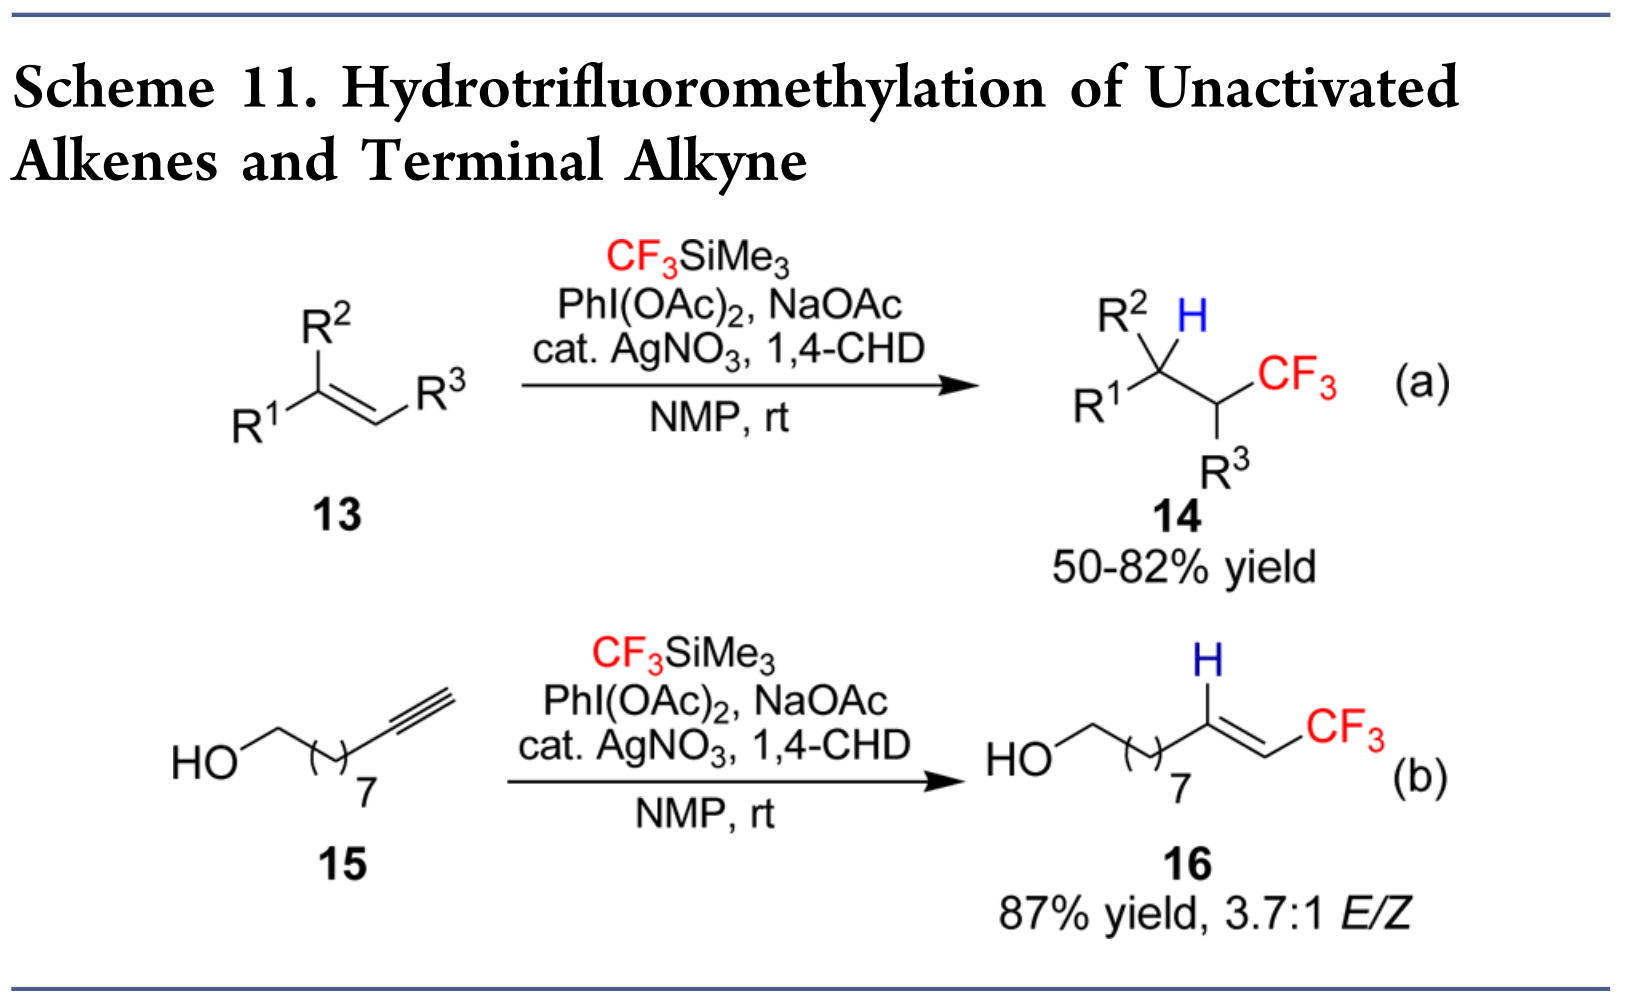 Scheme 11. Hydrotrifluoromethylation of Unactivated
Alkenes and Terminal Alkyne
CF₃SiMe₃
PhI(OAc)₂, NaOAc
cat. AgNO₃, 1,4-CHD
NMP, rt
R²
R¹
R³
13
R² H
R¹
CF₃
R³
14
50-82% yield
(a)
CF₃SiMe₃
PhI(OAc)₂, NaOAc
cat. AgNO₃, 1,4-CHD
NMP, rt
HO
( )
7
15
H
HO
( )
7
CF₃
16
87% yield, 3.7:1 E/Z
(b)